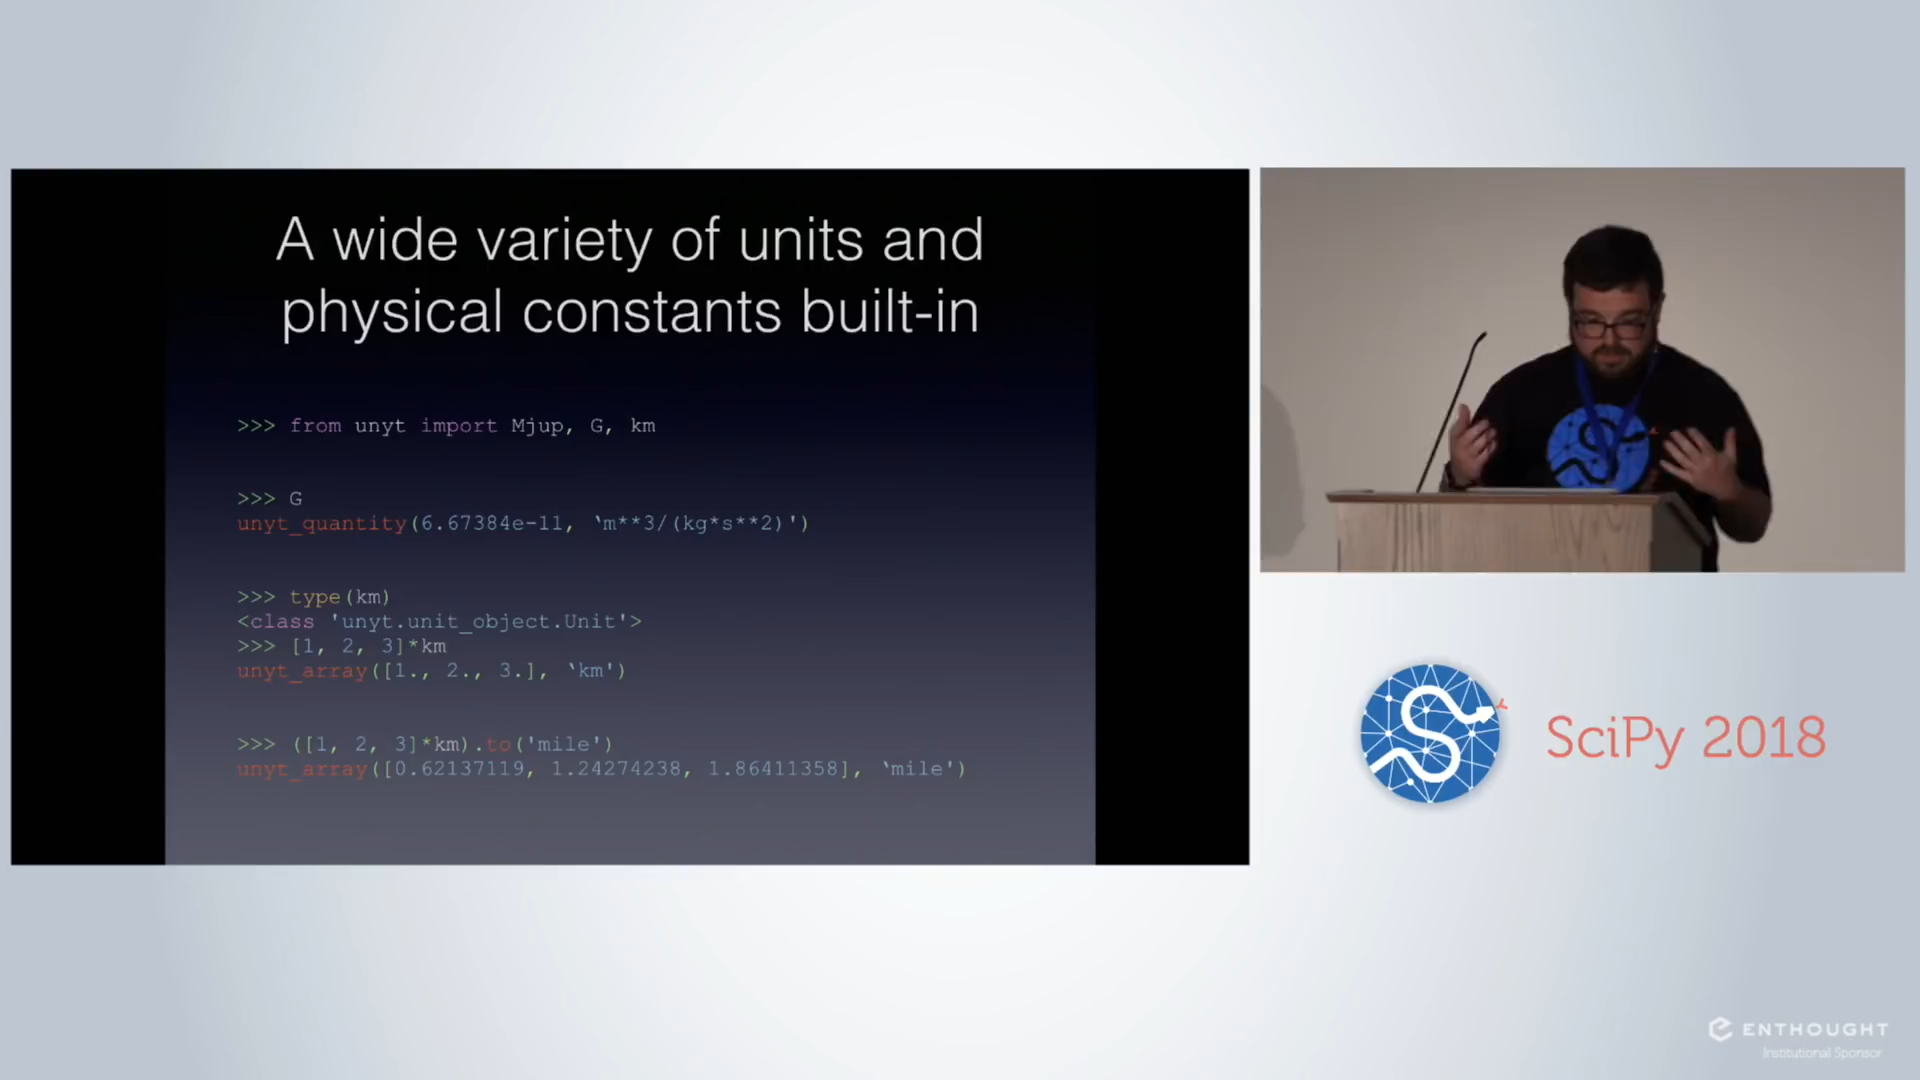 A wide variety of units and
physical constants built-in
>>> from unyt import Mjup, G, km
>>> G
unyt_quantity(6.67384e-11, ‛m**3/(kg*s**2)')
>>> type(km)
<class 'unyt.unit_object.Unit'>
>>> [1, 2, 3]*km
unyt_array([1., 2., 3.], ‛km')
>>> ([1, 2, 3]*km).to('mile')
unyt_array([0.62137119, 1.24274238, 1.86411358], ‛mile')
SciPy 2018
ENTHOUGHT
Institutional Sponsor